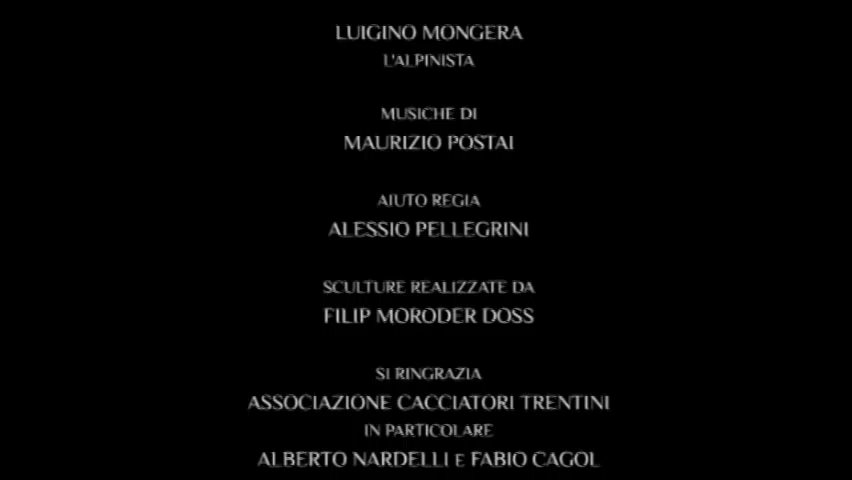 LUIGINO MONGERA
L'ALPINISTA
MUSICHE DI
MAURIZIO POSTAI
AIUTO REGIA
ALESSIO PELLEGRINI
SCULTURE REALIZZATE DA
FILIP MORODER DOSS
SI RINGRAZIA
ASSOCIAZIONE CACCIATORI TRENTINI
IN PARTICOLARE
ALBERTO NARDELLI E FABIO CAGOL